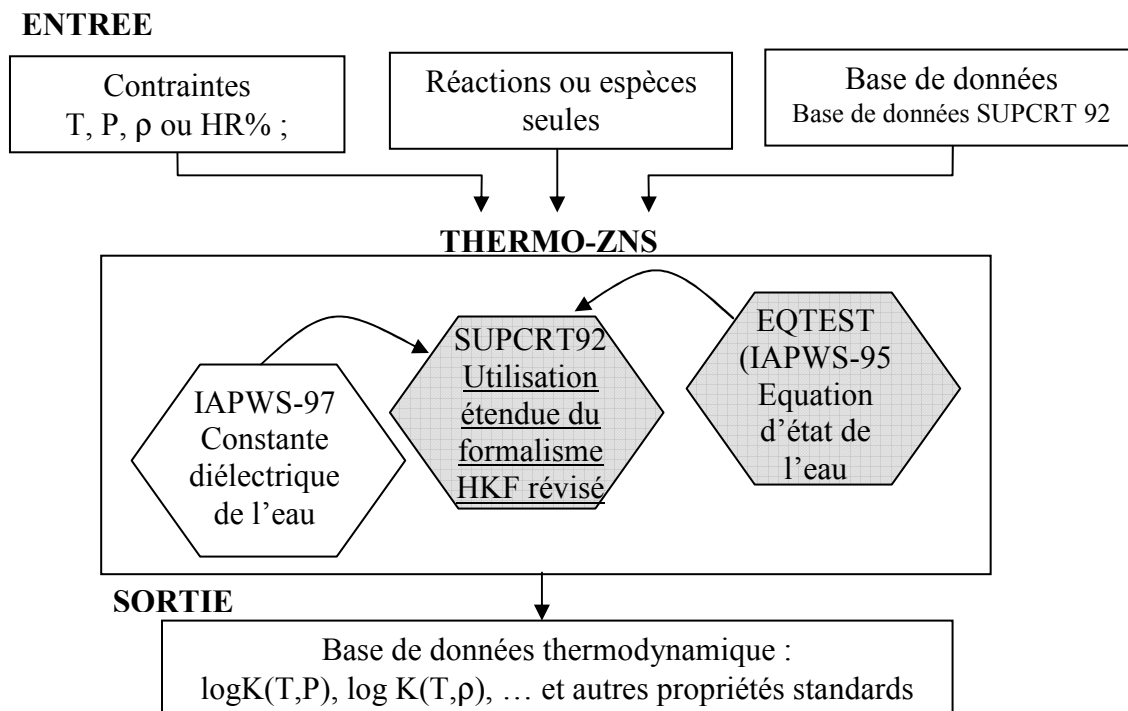 ENTREE
Contraintes
T, P, ρ ou HR% ;
Réactions ou espèces
seules
Base de données
Base de données SUPCRT 92
THERMO-ZNS
IAPWS-97
Constante
diélectrique
de l’eau
SUPCRT92
Utilisation
étendue du
formalisme
HKF révisé
EQTEST
(IAPWS-95
Equation
d’état de
l’eau
SORTIE
Base de données thermodynamique :
logK(T,P), log K(T,ρ), … et autres propriétés standards